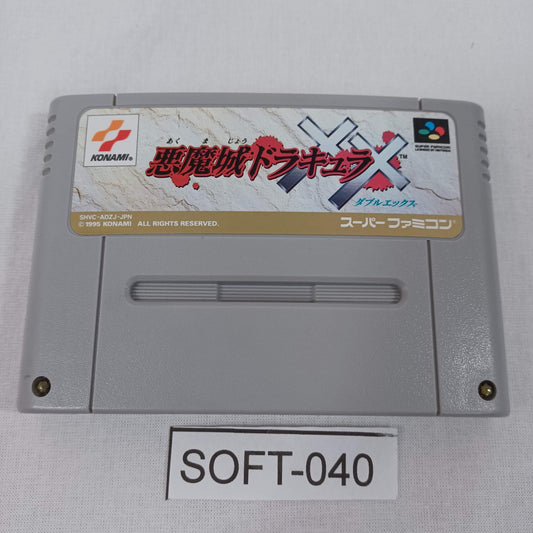 KONAMI®
あくまじょう
悪魔城ドラキュラXX™
ダブルエックス
SHVC-ADZJ-JPN
©1995 KONAMI ALL RIGHTS RESERVED.
スーパーファミコン
SOFT-040